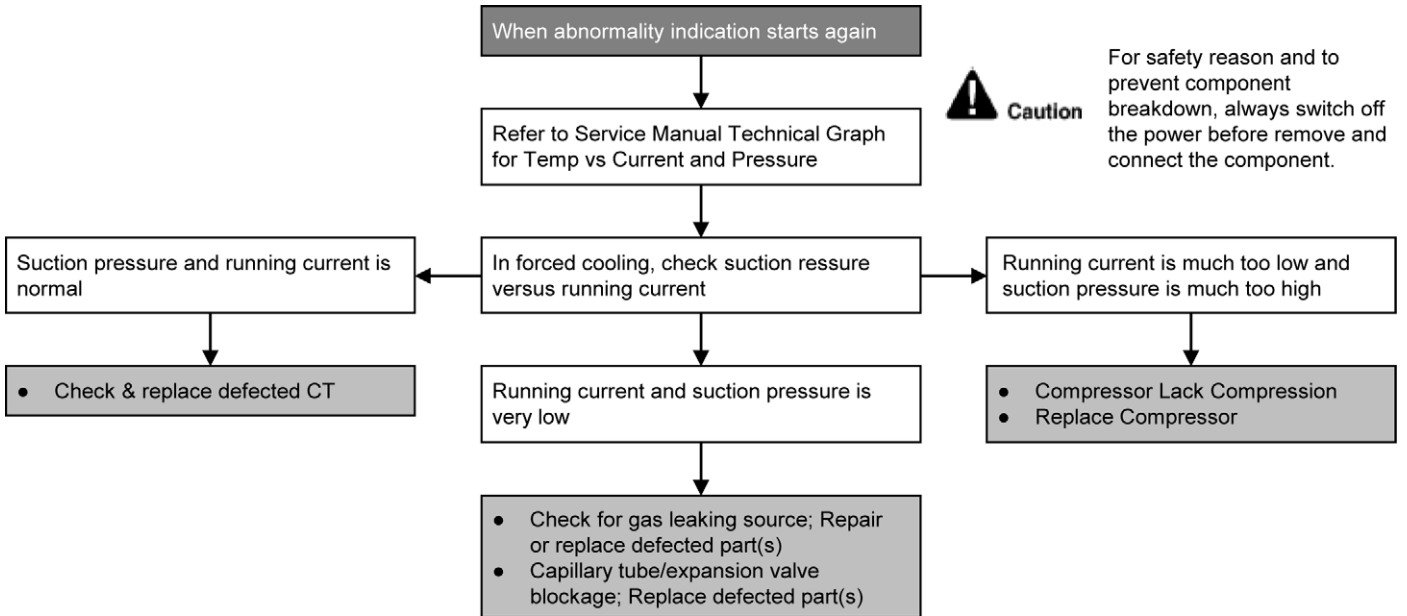 When abnormality indication starts again
Caution
For safety reason and to
prevent component
breakdown, always switch off
the power before remove and
connect the component.
Refer to Service Manual Technical Graph
for Temp vs Current and Pressure
Suction pressure and running current is
normal
In forced cooling, check suction ressure
versus running current
Running current is much too low and
suction pressure is much too high
● Check & replace defected CT
Running current and suction pressure is
very low
● Compressor Lack Compression
● Replace Compressor
● Check for gas leaking source; Repair
or replace defected part(s)
● Capillary tube/expansion valve
blockage; Replace defected part(s)